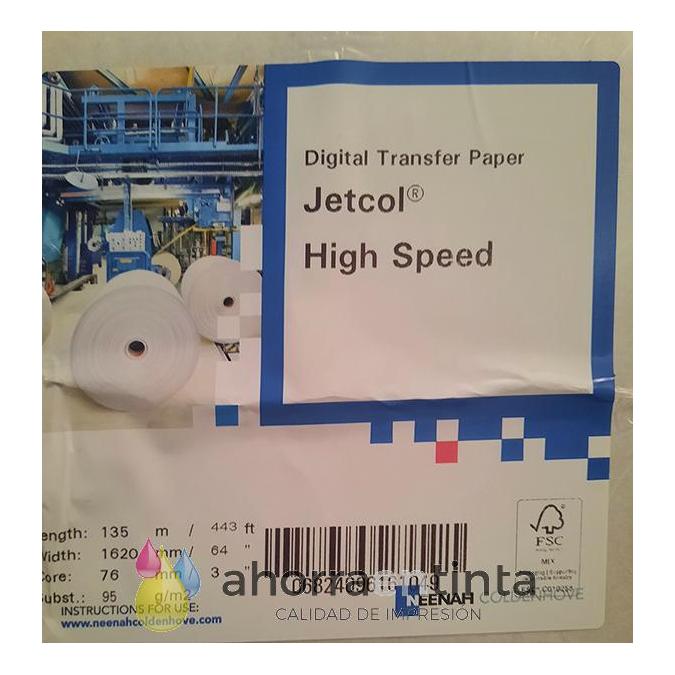 Digital Transfer Paper
Jetcol®
High Speed
ength: 135 m / 443 ft
Width: 1620 mm / 64 "
Core: 76 mm 3 "
ubst.: 95 g/m2
INSTRUCTIONS FOR USE:
www.neenahcoldenhove.com
FSC
MIX
NEENAH COLDENHOVE
ahorraentinta
CALIDAD DE IMPRESIÓN